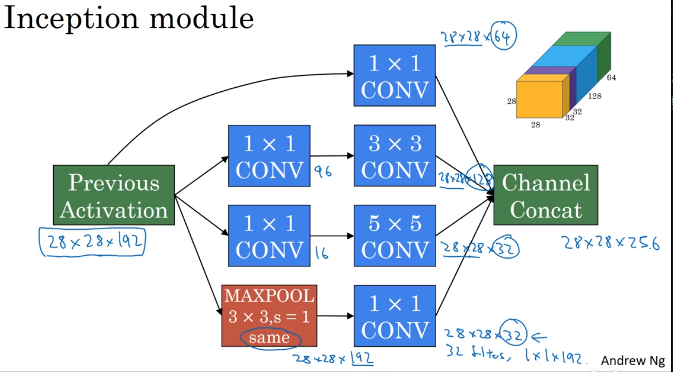 Inception module
28×28×64
1 × 1
CONV
1 × 1
CONV
96
3 × 3
CONV
28×28×128
Previous
Activation
28×28×192
1 × 1
CONV
16
5 × 5
CONV
28×28×32
Channel
Concat
28×28×256
MAXPOOL
3 × 3,s = 1
same
28×28×192
1 × 1
CONV
28×28×32 ←
32 filters, 1×1×192.
28
28
32
32
128
64
Andrew Ng